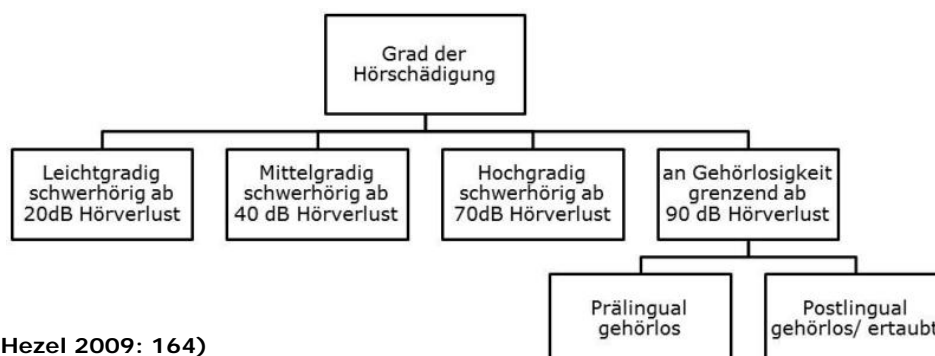 Grad der
Hörschädigung
Leichtgradig
schwerhörig ab
20dB Hörverlust
Mittelgradig
schwerhörig ab
40 dB Hörverlust
Hochgradig
schwerhörig ab
70dB Hörverlust
an Gehörlosigkeit
grenzend ab
90 dB Hörverlust
Prälingual
gehörlos
Postlingual
gehörlos/ ertaubt
Hezel 2009: 164)